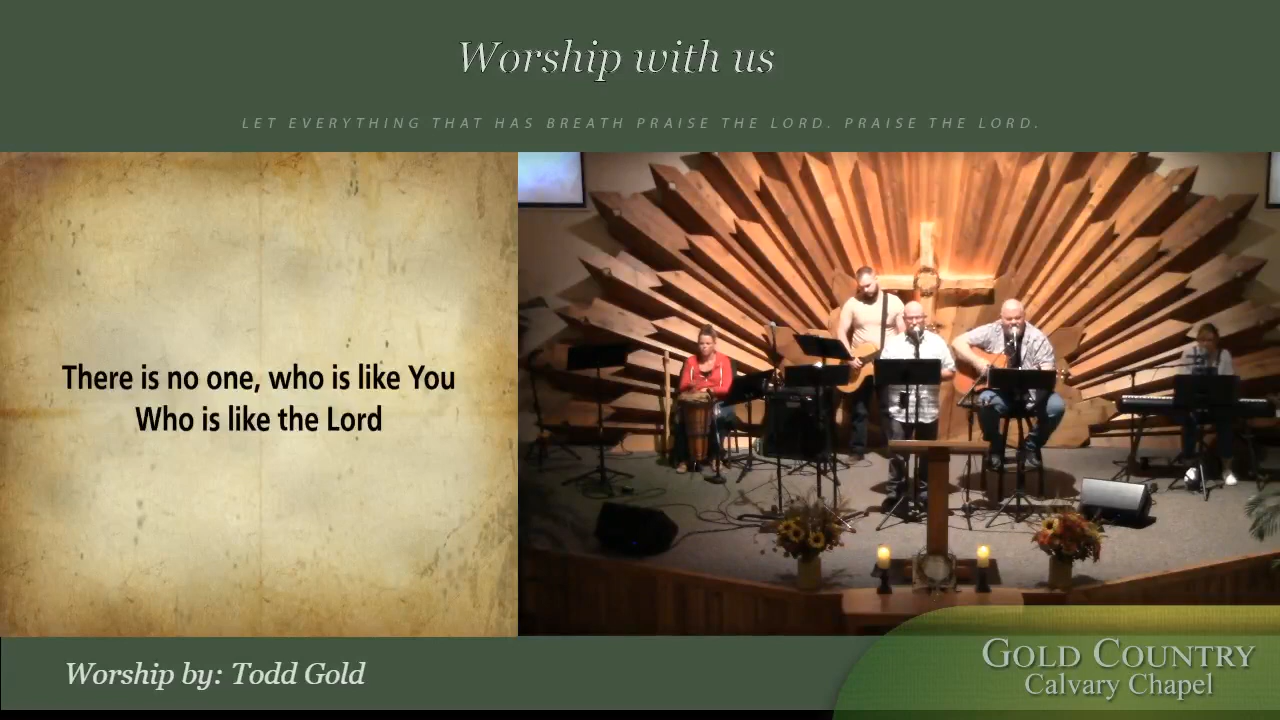 Worship with us
LET EVERYTHING THAT HAS BREATH PRAISE THE LORD. PRAISE THE LORD.
There is no one, who is like You
Who is like the Lord
Worship by: Todd Gold
GOLD COUNTRY
Calvary Chapel